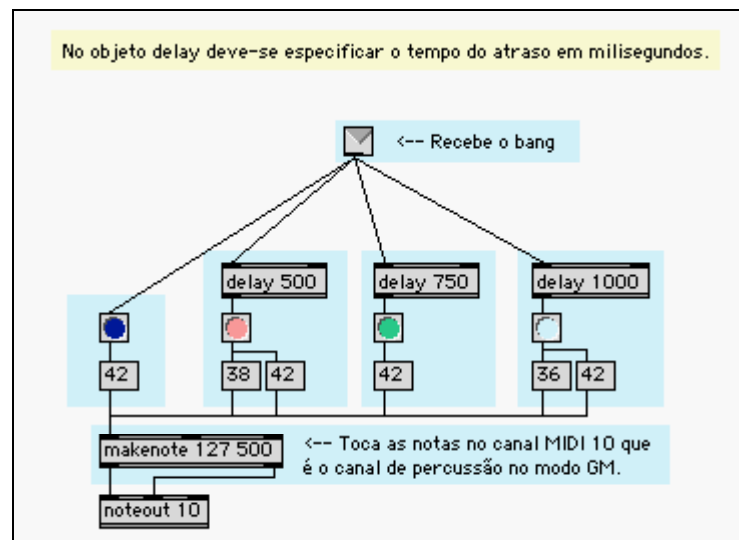 No objeto delay deve-se especificar o tempo do atraso em milisegundos.
<-- Recebe o bang
delay 500
delay 750
delay 1000
42
38
42
42
36
42
makenote 127 500
<-- Toca as notas no canal MIDI 10 que
é o canal de percussão no modo GM.
noteout 10